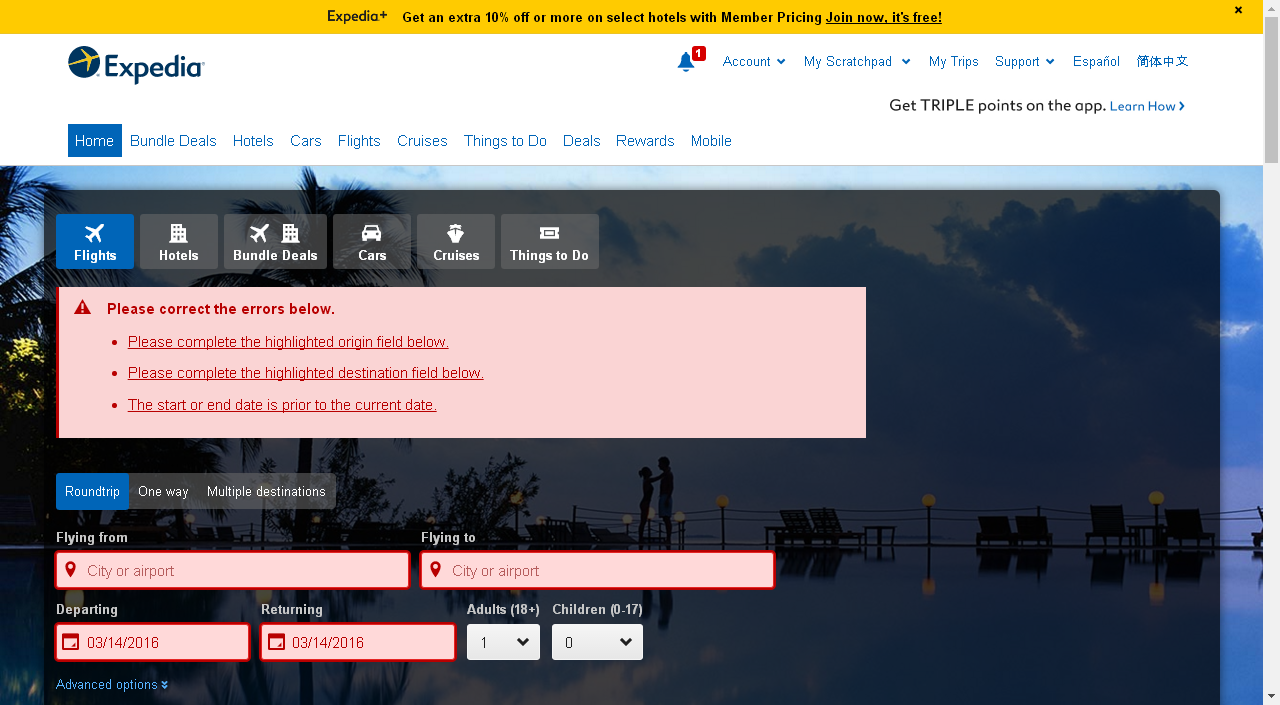 Expedia+ Get an extra 10% off or more on select hotels with Member Pricing Join now, it's free!
Expedia
1
Account My Scratchpad My Trips Support Español 简体中文
Get TRIPLE points on the app. Learn How
Home Bundle Deals Hotels Cars Flights Cruises Things to Do Deals Rewards Mobile
Flights Hotels Bundle Deals Cars Cruises Things to Do
Please correct the errors below.
Please complete the highlighted origin field below.
Please complete the highlighted destination field below.
The start or end date is prior to the current date.
Roundtrip One way Multiple destinations
Flying from Flying to
City or airport City or airport
Departing Returning Adults (18+) Children (0-17)
03/14/2016 03/14/2016 1 0
Advanced options